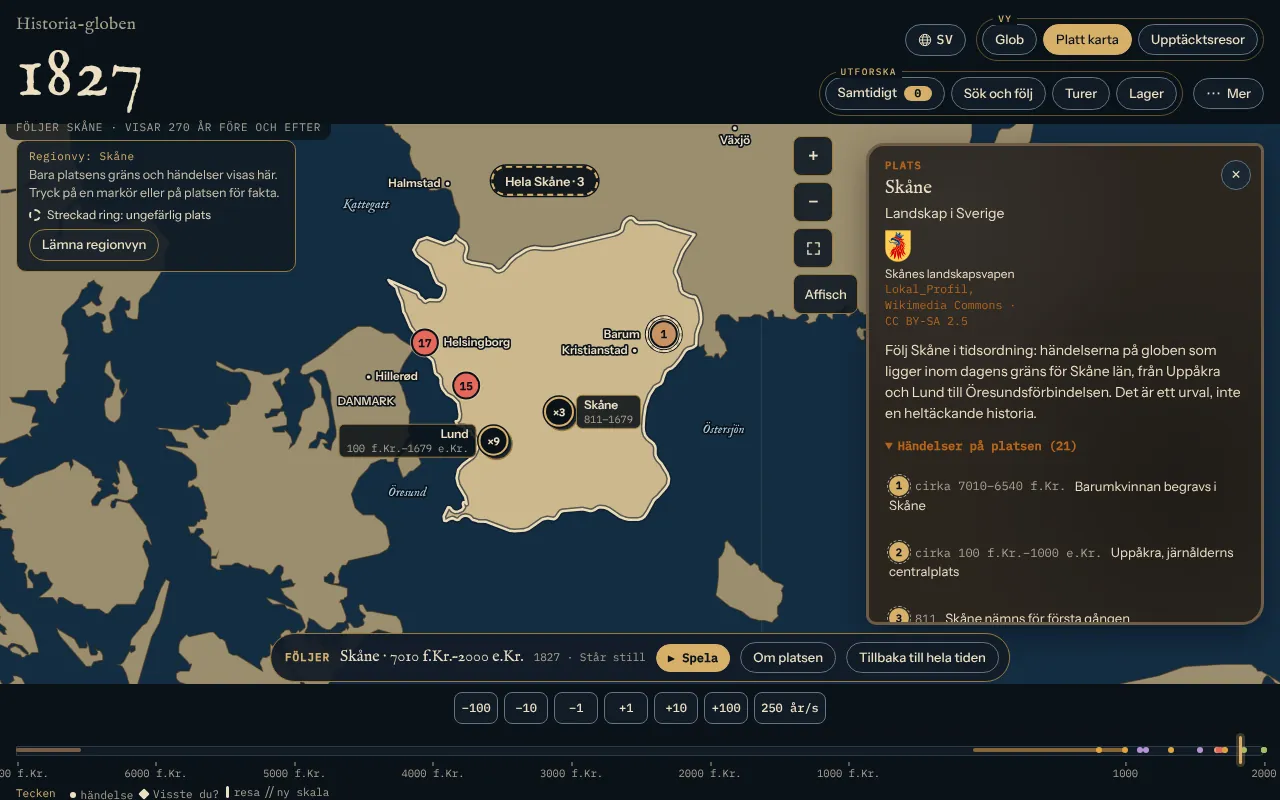 Historia-globen
1827
FÖLJER SKÅNE · VISAR 270 ÅR FÖRE OCH EFTER
SV
VY
Glob
Platt karta
Upptäcktsresor
UTFORSKA
Samtidigt 0
Sök och följ
Turer
Lager
··· Mer
Regionvy: Skåne
Bara platsens gräns och händelser visas här.
Tryck på en markör eller på platsen för fakta.
Streckad ring: ungefärlig plats
Lämna regionvyn
Växjö
Halmstad
Hela Skåne · 3
Kattegatt
+
−
Affisch
17 Helsingborg
Barum 1
Kristianstad
Hillerød
15
DANMARK
×3 Skåne
811–1679
Lund ×9
100 f.Kr.–1679 e.Kr.
Östersjön
Öresund
PLATS
×
Skåne
Landskap i Sverige
Skånes landskapsvapen
Lokal_Profil,
Wikimedia Commons ·
CC BY-SA 2.5
Följ Skåne i tidsordning: händelserna på globen som
ligger inom dagens gräns för Skåne län, från Uppåkra
och Lund till Öresundsförbindelsen. Det är ett urval, inte
en heltäckande historia.
▼ Händelser på platsen (21)
1 cirka 7010–6540 f.Kr. Barumkvinnan begravs i
Skåne
2 cirka 100 f.Kr.–1000 e.Kr. Uppåkra, järnålderns
centralplats
3 811 Skåne nämns för första gången
FÖLJER Skåne · 7010 f.Kr.–2000 e.Kr. 1827 · Står still
▶ Spela
Om platsen
Tillbaka till hela tiden
−100
−10
−1
+1
+10
+100
250 år/s
00 f.Kr.
6000 f.Kr.
5000 f.Kr.
4000 f.Kr.
3000 f.Kr.
2000 f.Kr.
1000 f.Kr.
1000
2000
Tecken ● händelse ◆ Visste du? resa // ny skala